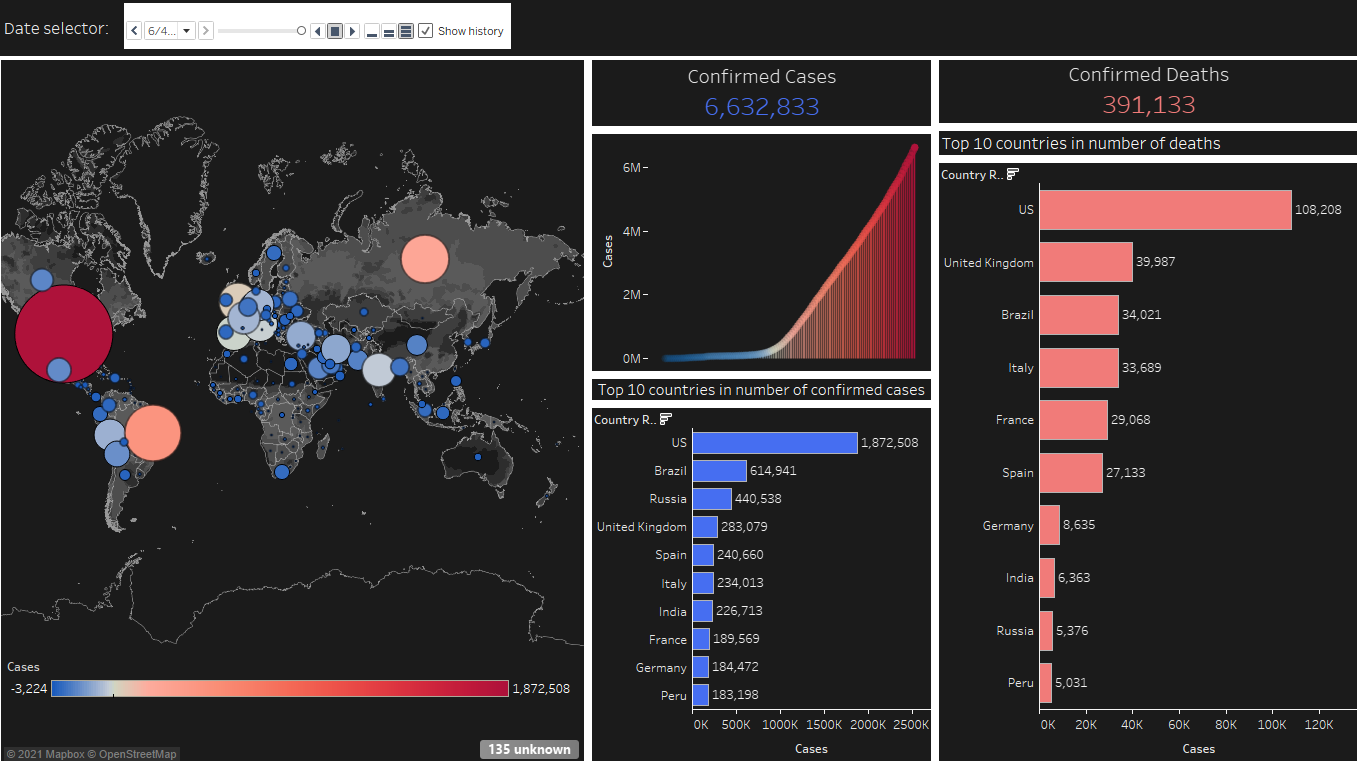 Date selector:
6/4...
Show history
Confirmed Cases
6,632,833
Confirmed Deaths
391,133
6M
4M
2M
0M
Cases
Top 10 countries in number of confirmed cases
Country R..
US 1,872,508
Brazil 614,941
Russia 440,538
United Kingdom 283,079
Spain 240,660
Italy 234,013
India 226,713
France 189,569
Germany 184,472
Peru 183,198
0K 500K 1000K 1500K 2000K 2500K
Cases
Top 10 countries in number of deaths
Country R..
US 108,208
United Kingdom 39,987
Brazil 34,021
Italy 33,689
France 29,068
Spain 27,133
Germany 8,635
India 6,363
Russia 5,376
Peru 5,031
0K 20K 40K 60K 80K 100K 120K
Cases
Cases
-3,224 1,872,508
135 unknown
© 2021 Mapbox © OpenStreetMap